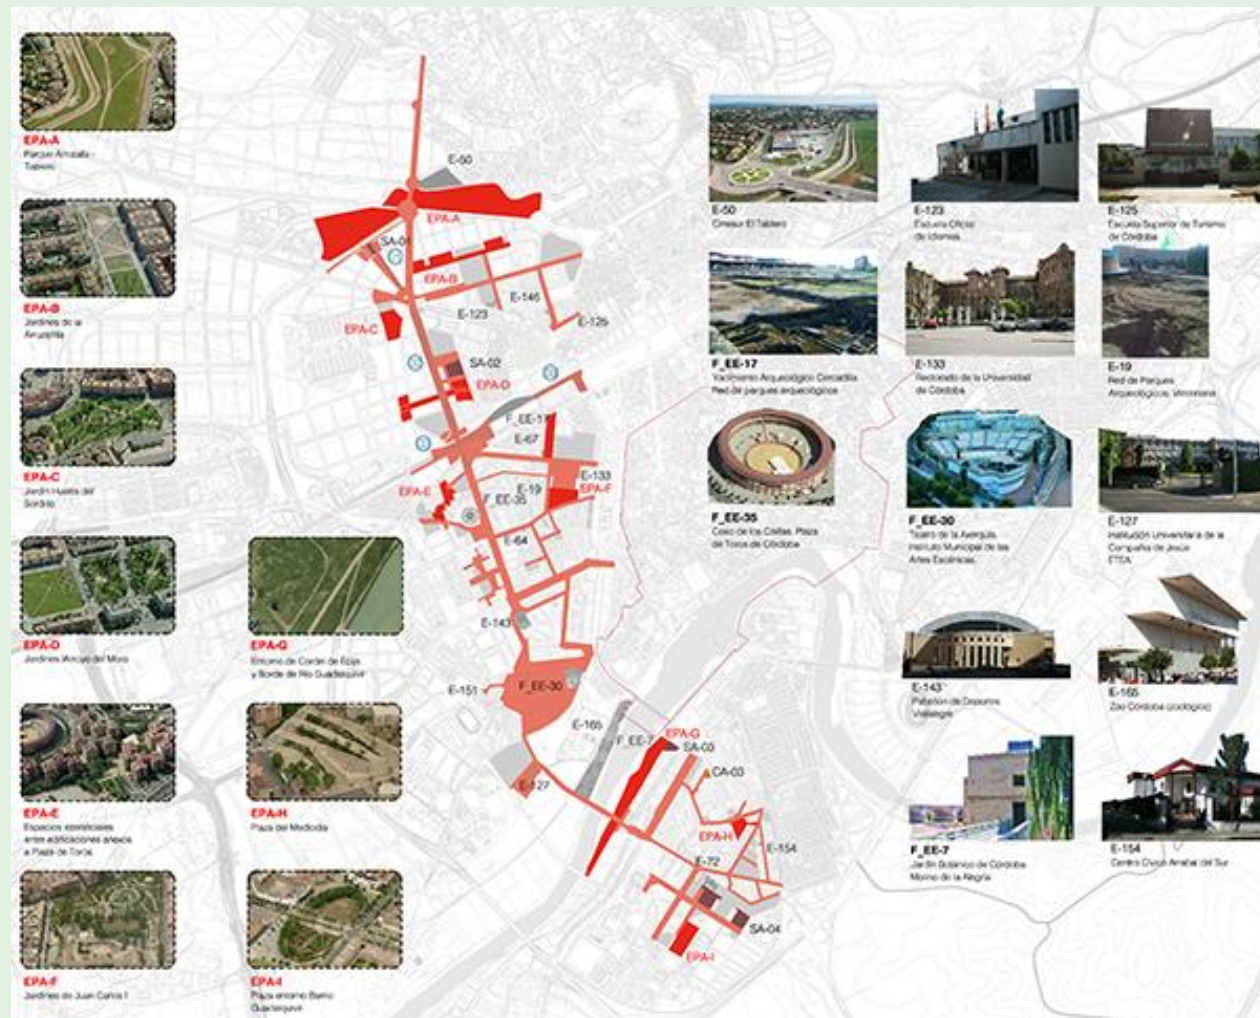 EPA-A
Parque Arruzafa -
Tablero
EPA-B
Jardines de la
Arruzafilla
EPA-C
Jardín Huerta del
Sordillo
EPA-D
Jardines Arroyo del Moro
EPA-E
Espacios intersticiales
entre edificaciones anexos
a Plaza de Toros
EPA-F
Jardines de Juan Carlos I
EPA-G
Entorno de Cordel de Écija
y Borde de Río Guadalquivir
EPA-H
Plaza del Mediodía
EPA-I
Plaza entorno Barrio
Guadalquivir
E-50
EPA-A
SA-01
EPA-B
E-146
E-123
E-125
EPA-C
SA-02
EPA-D
F_EE-17
E-67
E-133
EPA-E
E-19
EPA-F
F_EE-35
E-64
E-143
E-151
F_EE-30
E-165
F_EE-7
EPA-G
SA-03
CA-03
E-127
EPA-H
E-154
E-72
SA-04
EPA-I
E-50
Cinesur El Tablero
E-123
Escuela Oficial
de Idiomas
E-125
Escuela Superior de Turismo
de Córdoba
F_EE-17
Yacimiento Arqueológico Cercadilla
Red de parques arqueológicos
E-133
Rectorado de la Universidad
de Córdoba
E-19
Red de Parques
Arqueológicos.
F_EE-35
Coso de los Califas. Plaza
de Toros de Córdoba
F_EE-30
Teatro de la Axerquía.
Instituto Municipal de las
Artes Escénicas.
E-127
Institución Universitaria de la
Compañía de Jesús
ETEA
E-143
Pabellón de Deportes
Vistalegre
E-165
Zoo Córdoba (zoológico)
F_EE-7
Jardín Botánico de Córdoba
Molino de la Alegría
E-154
Centro Cívico Arrabal del Sur